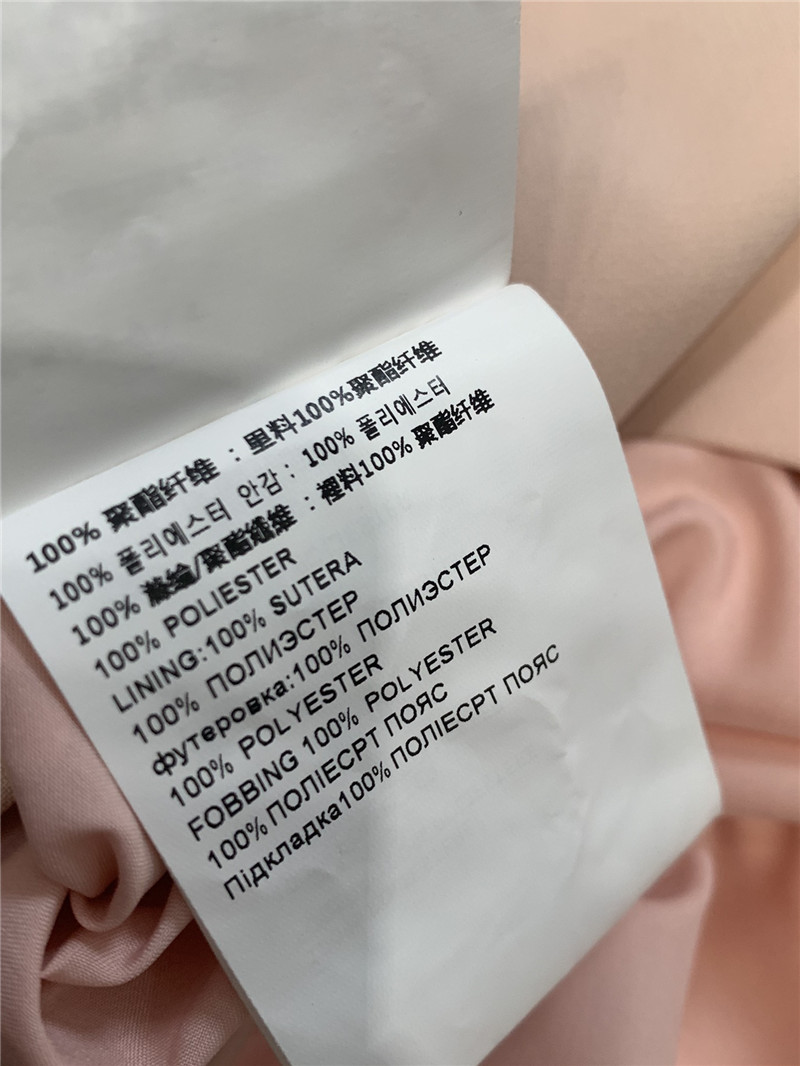 100% 聚酯纤维 : 里料100%聚酯纤维
100% 폴리에스터 안감 : 100% 폴리에스터
100% 滌綸/聚酯纖維 : 裡料100% 聚酯纤维
100% POLIESTER
LINING:100% SUTERA
100% ПОЛИЭСТЕР
футеровка:100% ПОЛИЭСТЕР
100% POLYESTER
FOBBING 100% POLYESTER
100% ПОЛІЕСРТ ПОЯС
Підкладка100% ПОЛІЕСРТ ПОЯС